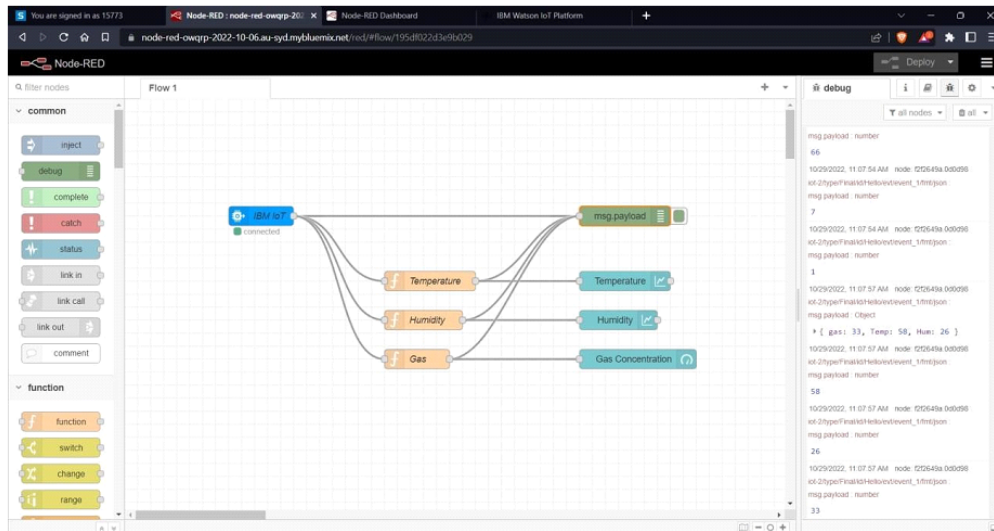 You are signed in as 15773
Node-RED : node-red-owqrp-202
Node-RED Dashboard
IBM Watson IoT Platform
node-red-owqrp-2022-10-06.au-syd.mybluemix.net/red/#flow/195df022d3e9b029
Node-RED
Deploy
filter nodes
Flow 1
debug
all nodes
all
common
inject
debug
complete
catch
status
link in
link call
link out
comment
function
function
switch
change
range
IBM IoT
connected
msg.payload
Temperature
Temperature
Humidity
Humidity
Gas
Gas Concentration
msg.payload : number
66
10/29/2022, 11:07:54 AM node: f2f2649a.0d0d98
iot-2/type/Final/id/Hello/evt/event_1/fmt/json :
msg.payload : number
7
10/29/2022, 11:07:54 AM node: f2f2649a.0d0d98
iot-2/type/Final/id/Hello/evt/event_1/fmt/json :
msg.payload : number
1
10/29/2022, 11:07:57 AM node: f2f2649a.0d0d98
iot-2/type/Final/id/Hello/evt/event_1/fmt/json :
msg.payload : Object
{ gas: 33, Temp: 58, Hum: 26 }
10/29/2022, 11:07:57 AM node: f2f2649a.0d0d98
iot-2/type/Final/id/Hello/evt/event_1/fmt/json :
msg.payload : number
58
10/29/2022, 11:07:57 AM node: f2f2649a.0d0d98
iot-2/type/Final/id/Hello/evt/event_1/fmt/json :
msg.payload : number
26
10/29/2022, 11:07:57 AM node: f2f2649a.0d0d98
iot-2/type/Final/id/Hello/evt/event_1/fmt/json :
msg.payload : number
33